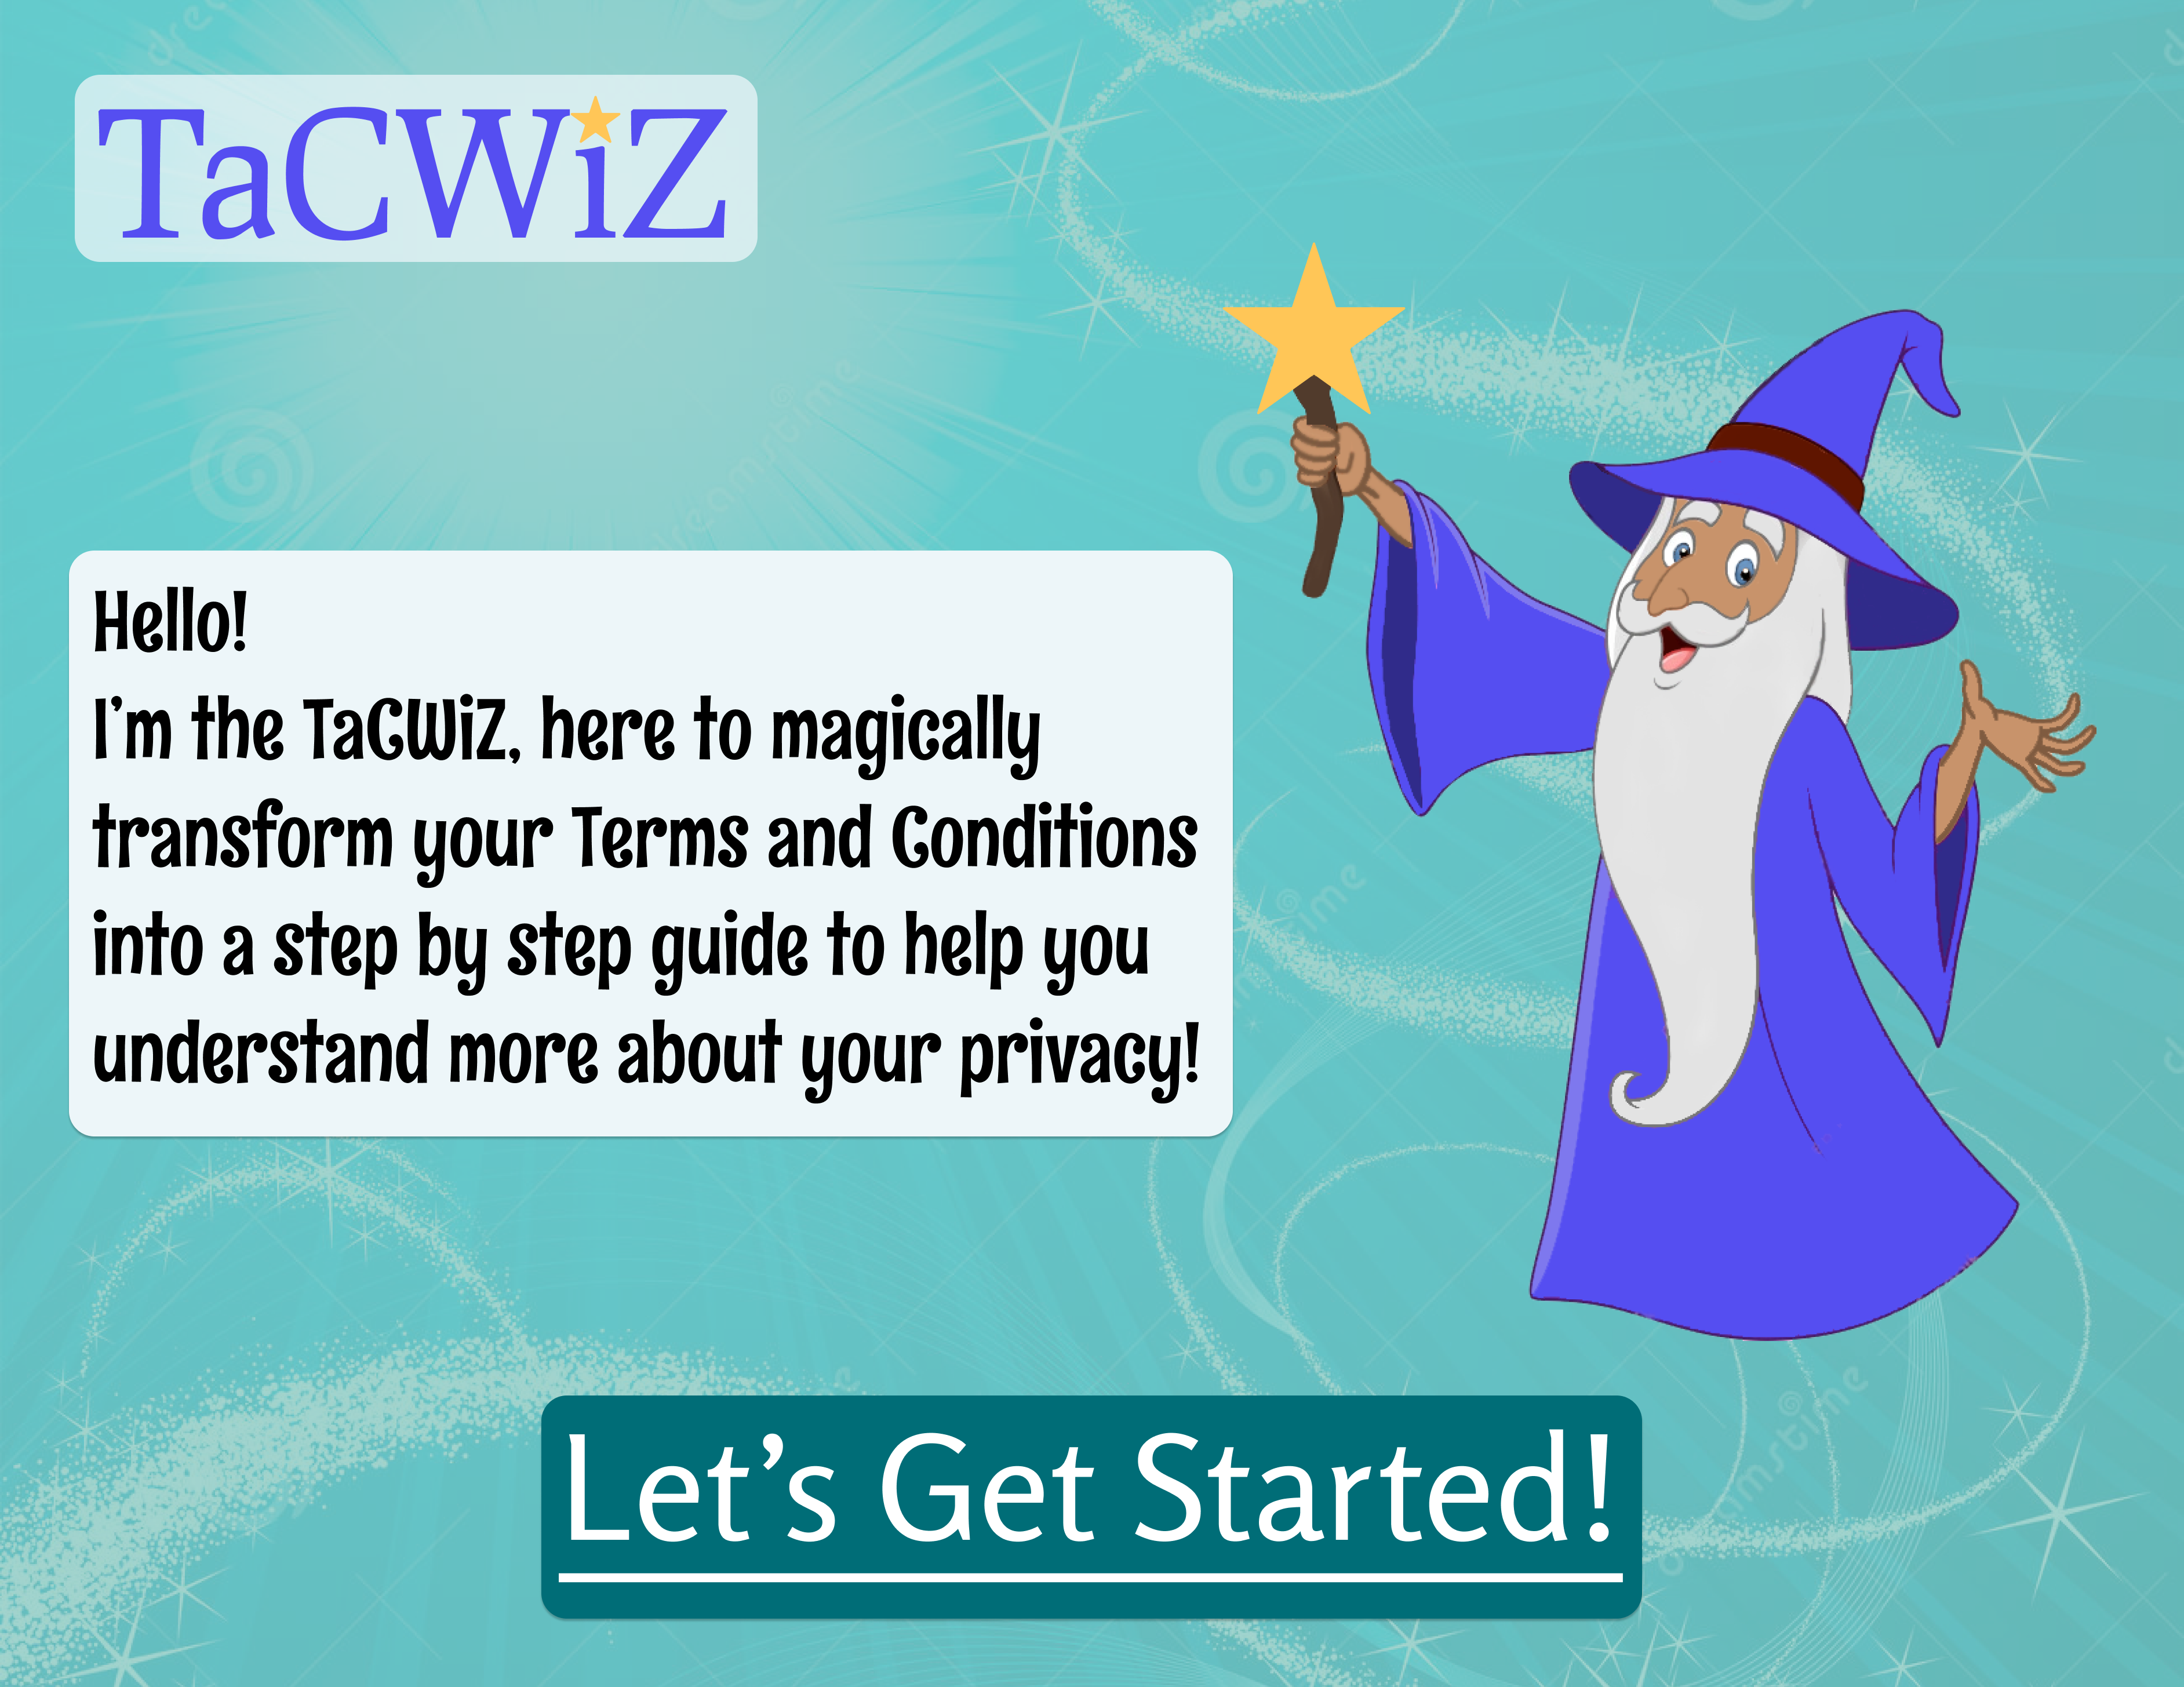 TaCWiZ
Hello!
I'm the TaCWiZ, here to magically
transform your Terms and Conditions
into a step by step guide to help you
understand more about your privacy!
Let's Get Started!
dreamstime